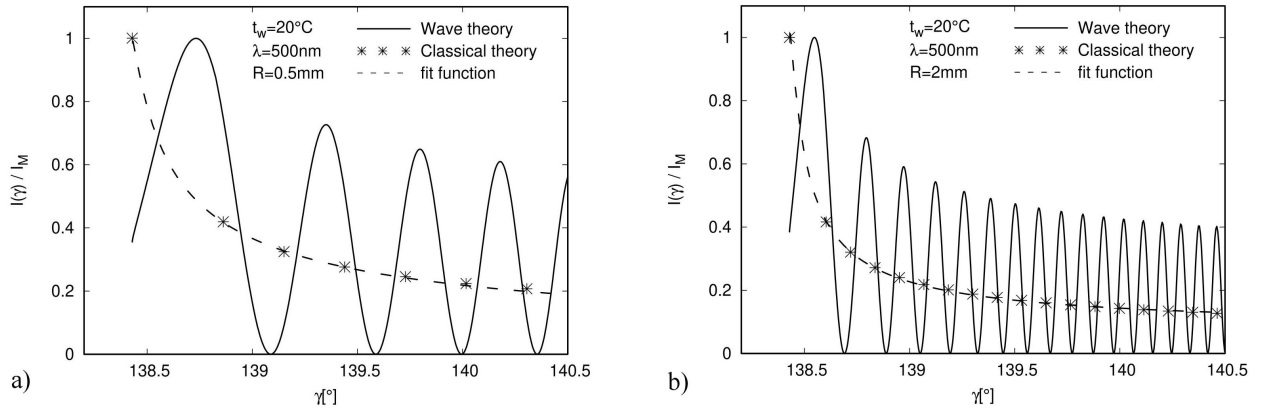 t_w=20°C
λ=500nm
R=0.5mm
Wave theory
Classical theory
fit function
1
0.8
0.6
0.4
0.2
0
I(γ) / I_M
138.5
139
139.5
140
140.5
γ[°]
a)
t_w=20°C
λ=500nm
R=2mm
Wave theory
Classical theory
fit function
1
0.8
0.6
0.4
0.2
0
I(γ) / I_M
138.5
139
139.5
140
140.5
γ[°]
b)